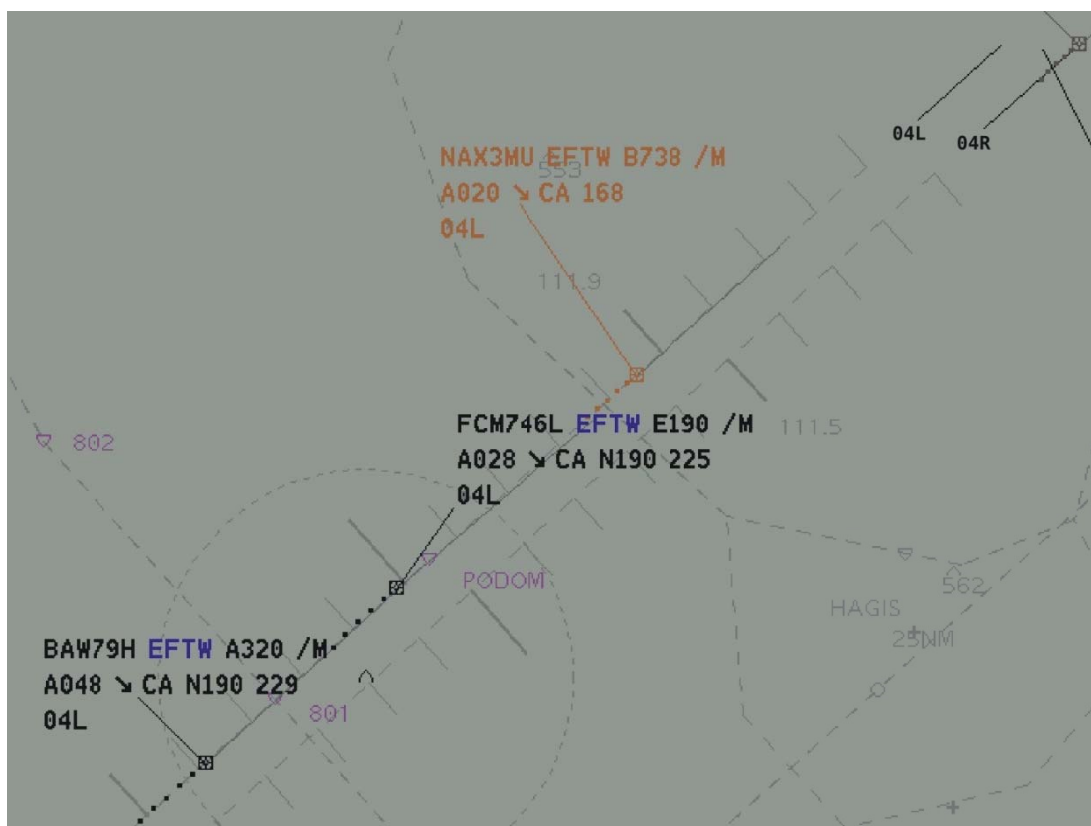 04L
04R
NAX3MU EFTW B738 /M
553
A020 ↘ CA 168
04L
111.9
FCM746L EFTW E190 /M
111.5
802
A028 ↘ CA N190 225
04L
PODOM
562
HAGIS
25NM
BAW79H EFTW A320 /M
A048 ↘ CA N190 229
801
04L